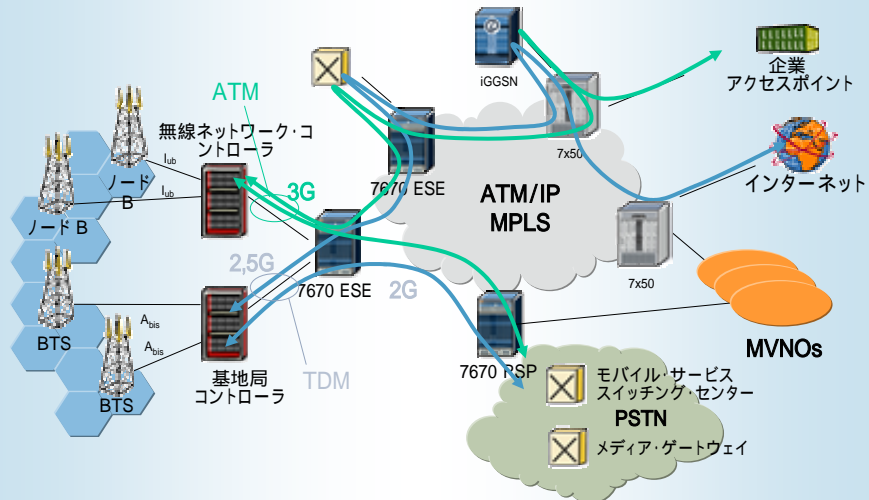 iGGSN
企業
アクセスポイント
ATM
無線ネットワーク・コ
ントローラ
Iub
ノード
B
Iub
ノード B
3G
7670 ESE
7x50
ATM/IP
MPLS
インターネット
2,5G
7670 ESE
2G
7x50
Abis
BTS
Abis
BTS
基地局
コントローラ
TDM
7670 RSP
MVNOs
モバイル・サービス
スイッチング・センター
PSTN
メディア・ゲートウェイ